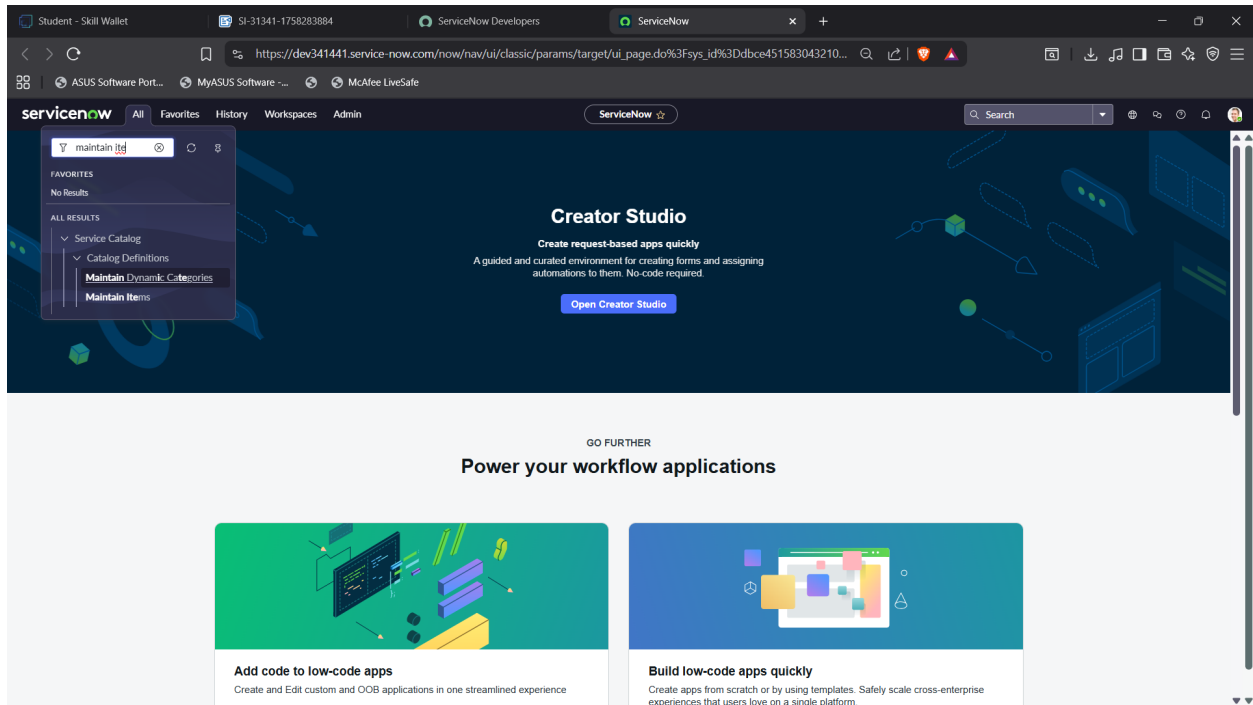 Student - Skill Wallet
SI-31341-1758283884
ServiceNow Developers
ServiceNow
https://dev341441.service-now.com/now/nav/ui/classic/params/target/ui_page.do%3Fsys_id%3Ddbce451583043210...
ASUS Software Port...
MyASUS Software -...
McAfee LiveSafe
servicenow
All
Favorites
History
Workspaces
Admin
ServiceNow
Search
maintain ite
FAVORITES
No Results
ALL RESULTS
Service Catalog
Catalog Definitions
Maintain Dynamic Categories
Maintain Items
Creator Studio
Create request-based apps quickly
A guided and curated environment for creating forms and assigning
automations to them. No-code required.
Open Creator Studio
GO FURTHER
Power your workflow applications
Add code to low-code apps
Create and Edit custom and OOB applications in one streamlined experience
Build low-code apps quickly
Create apps from scratch or by using templates. Safely scale cross-enterprise
experiences that users love on a single platform.